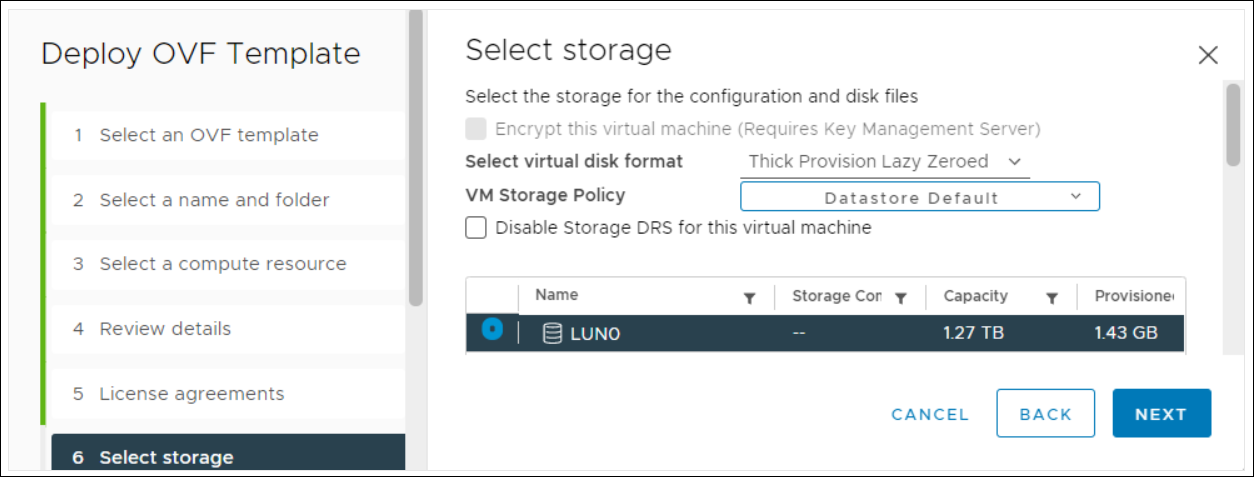 Deploy OVF Template
1 Select an OVF template
2 Select a name and folder
3 Select a compute resource
4 Review details
5 License agreements
6 Select storage
Select storage
Select the storage for the configuration and disk files
Encrypt this virtual machine (Requires Key Management Server)
Select virtual disk format Thick Provision Lazy Zeroed
VM Storage Policy Datastore Default
Disable Storage DRS for this virtual machine
Name Storage Com Capacity Provisioned
LUN0 -- 1.27 TB 1.43 GB
CANCEL BACK NEXT